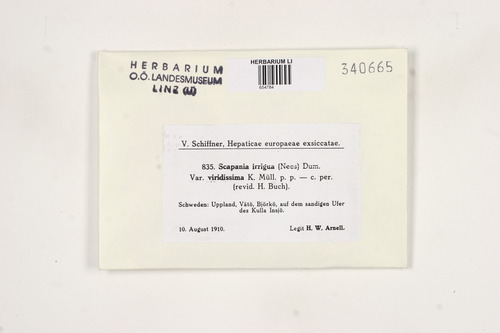 HERBARIUM
O.Ö. LANDESMUSEUM
LINZ (LI)
HERBARIUM LI
654784
340665
V. Schiffner, Hepaticae europaeae exsiccatae.
835. Scapania irrigua (Nees) Dum.
Var. viridissima K. Müll. p. p. — c. per.
(revid. H. Buch).
Schweden: Uppland, Vätö, Björkö, auf dem sandigen Ufer
des Kulla Insjö.
10. August 1910.
Legit H. W. Arnell.